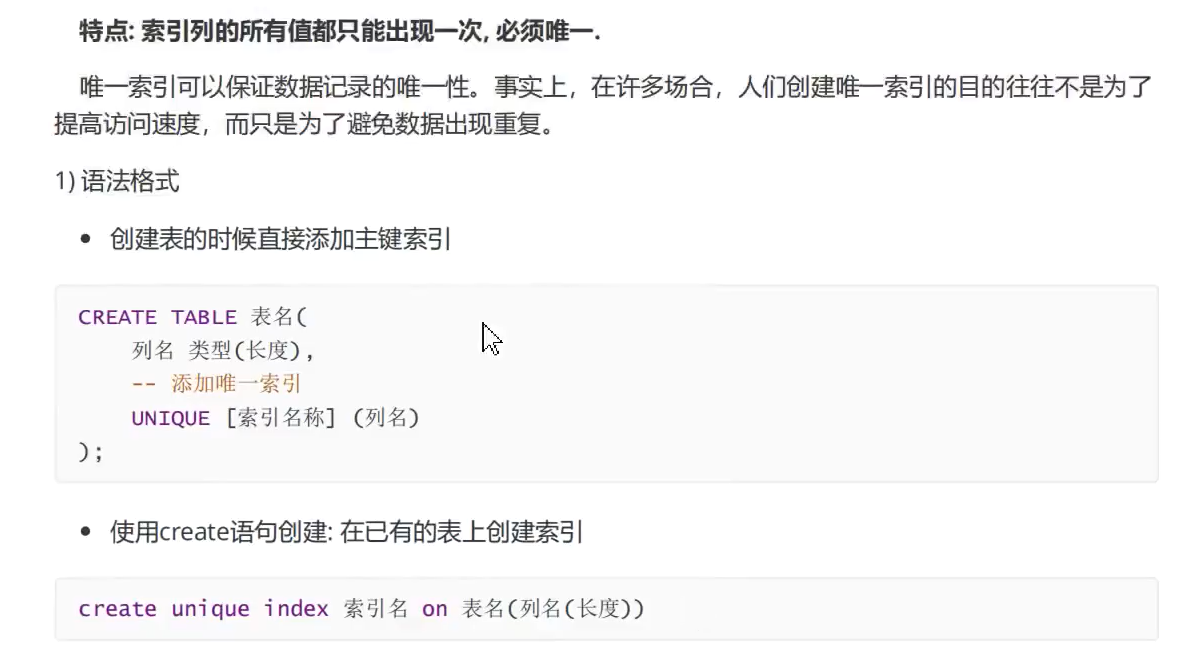 特点: 索引列的所有值都只能出现一次, 必须唯一.
唯一索引可以保证数据记录的唯一性。事实上，在许多场合，人们创建唯一索引的目的往往不是为了
提高访问速度，而只是为了避免数据出现重复。
1) 语法格式
• 创建表的时候直接添加主键索引
CREATE TABLE 表名(
列名 类型(长度),
-- 添加唯一索引
UNIQUE [索引名称] (列名)
);
• 使用create语句创建: 在已有的表上创建索引
create unique index 索引名 on 表名(列名(长度))